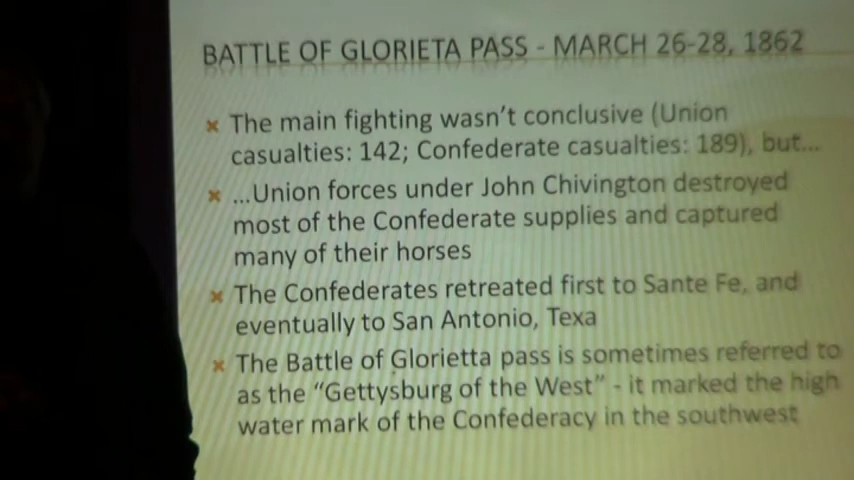 BATTLE OF GLORIETA PASS - MARCH 26-28, 1862
The main fighting wasn't conclusive (Union
casualties: 142; Confederate casualties: 189), but...
...Union forces under John Chivington destroyed
most of the Confederate supplies and captured
many of their horses
The Confederates retreated first to Sante Fe, and
eventually to San Antonio, Texa
The Battle of Glorietta pass is sometimes referred to
as the “Gettysburg of the West” - it marked the high
water mark of the Confederacy in the southwest